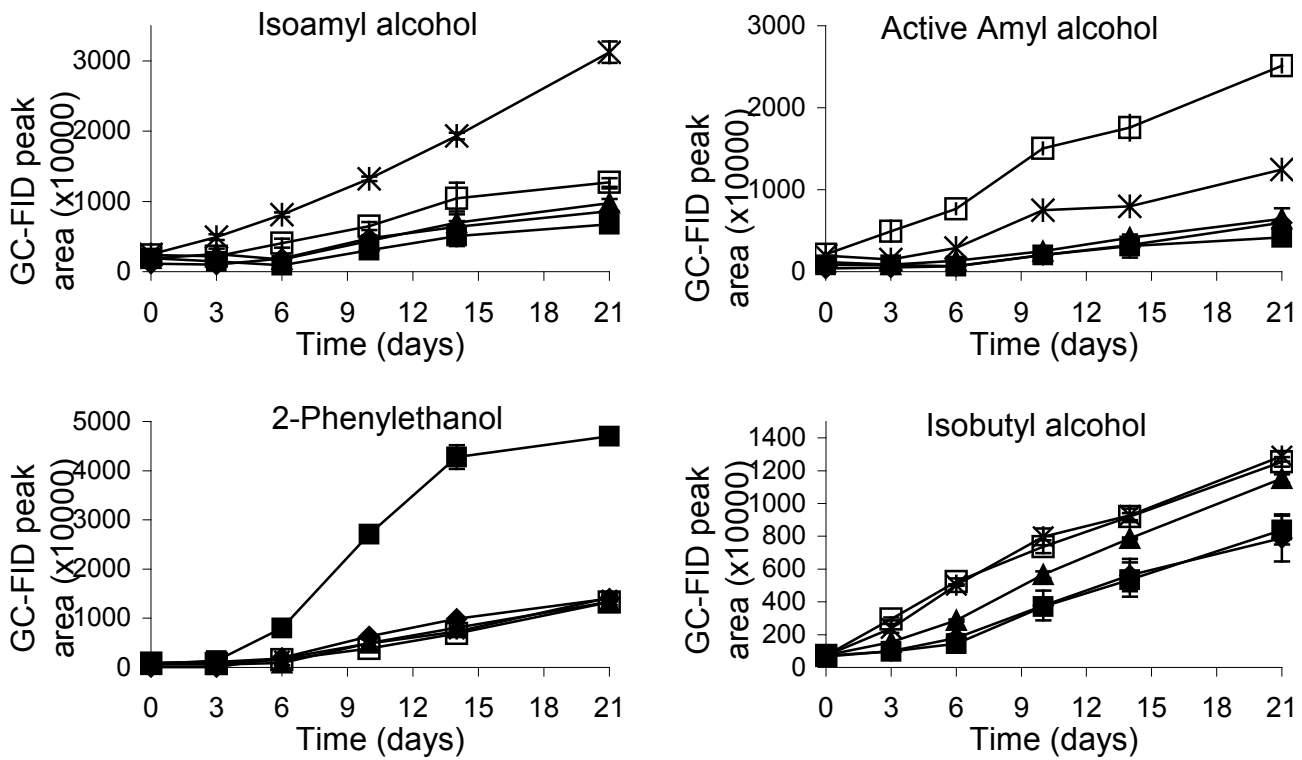 Isoamyl alcohol
GC-FID peak
area (x10000)
3000
2000
1000
0
0 3 6 9 12 15 18 21
Time (days)
Active Amyl alcohol
GC-FID peak
area (x10000)
3000
2000
1000
0
0 3 6 9 12 15 18 21
Time (days)
2-Phenylethanol
GC-FID peak
area (x10000)
5000
4000
3000
2000
1000
0
0 3 6 9 12 15 18 21
Time (days)
Isobutyl alcohol
GC-FID peak
area (x10000)
1400
1200
1000
800
600
400
200
0
0 3 6 9 12 15 18 21
Time (days)